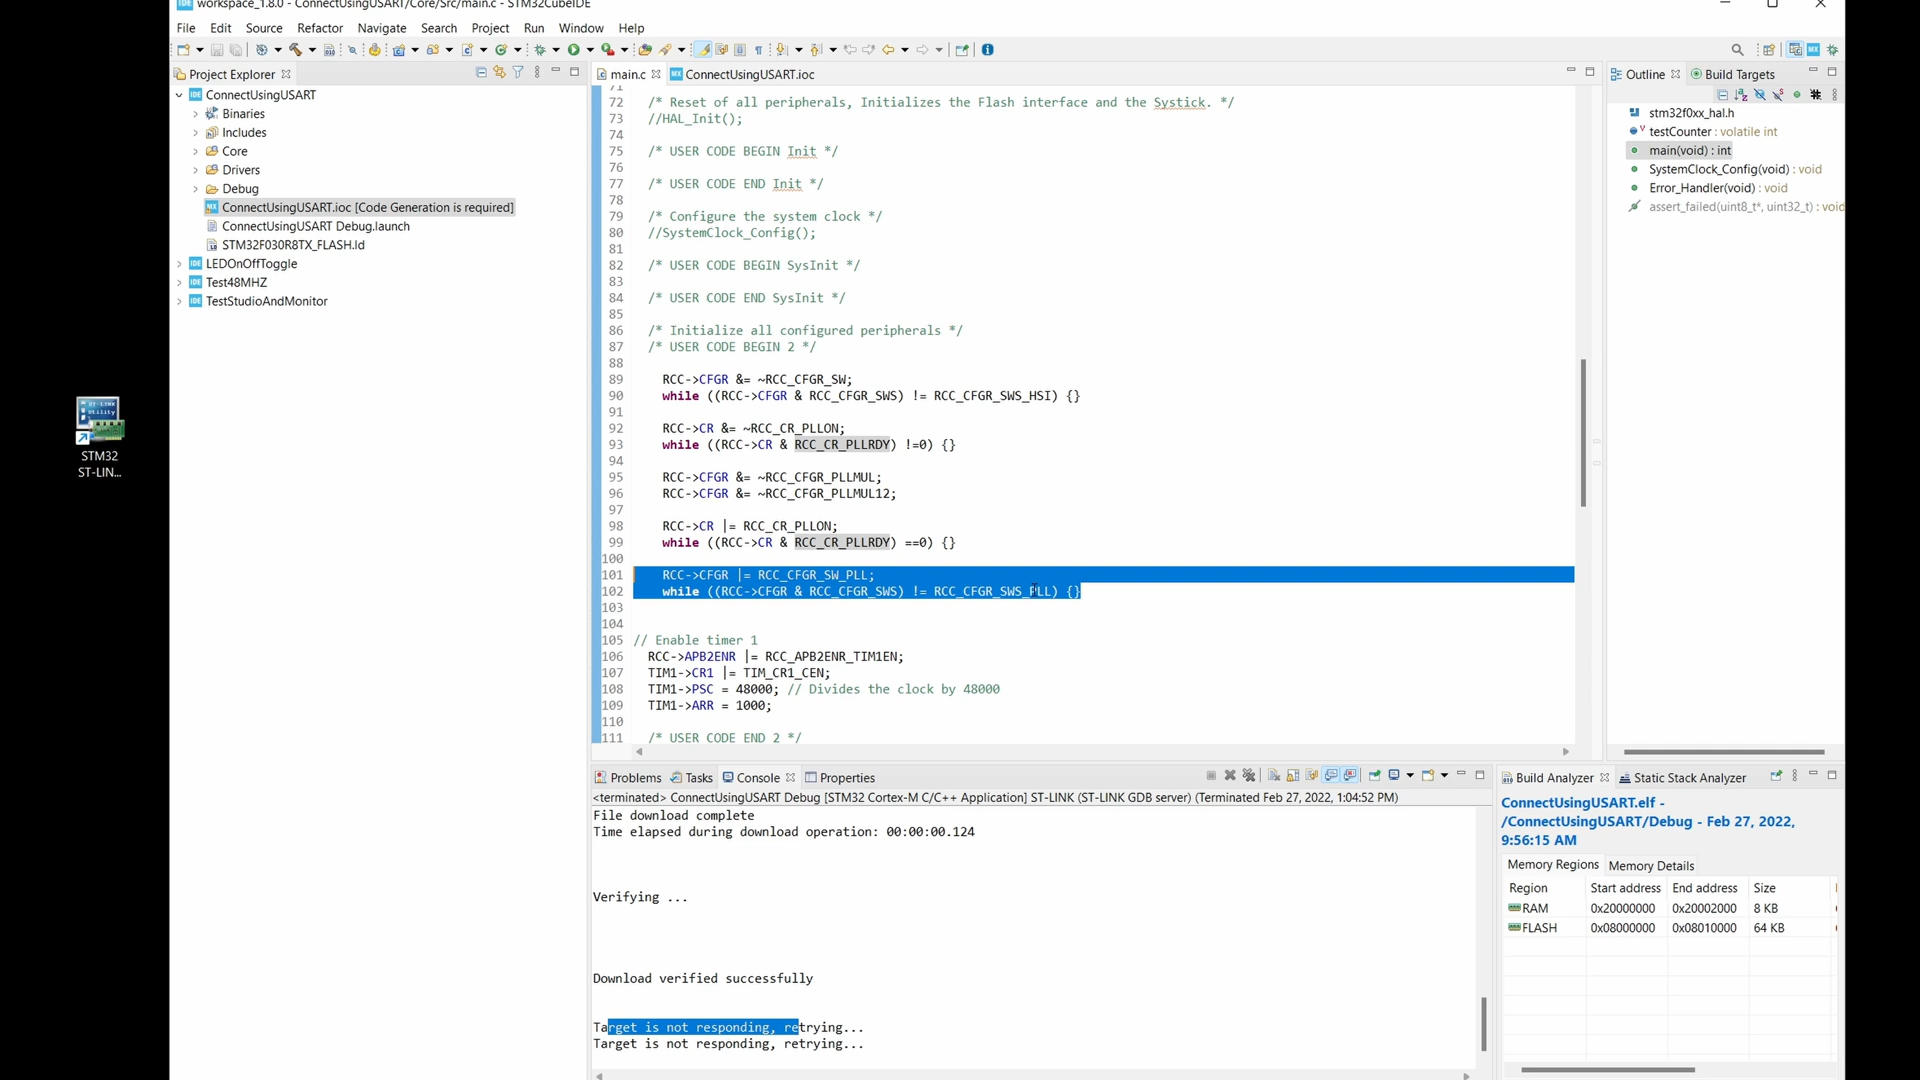 workspace_1.8.0 - ConnectUsingUSART/Core/Src/main.c - STM32CubeIDE
File Edit Source Refactor Navigate Search Project Run Window Help
Project Explorer
ConnectUsingUSART
Binaries
Includes
Core
Drivers
Debug
ConnectUsingUSART.ioc [Code Generation is required]
ConnectUsingUSART Debug.launch
STM32F030R8TX_FLASH.ld
LEDOnOffToggle
Test48MHZ
TestStudioAndMonitor
STM32
ST-LIN...
main.c ConnectUsingUSART.ioc
71
72 /* Reset of all peripherals, Initializes the Flash interface and the Systick. */
73 //HAL_Init();
74
75 /* USER CODE BEGIN Init */
76
77 /* USER CODE END Init */
78
79 /* Configure the system clock */
80 //SystemClock_Config();
81
82 /* USER CODE BEGIN SysInit */
83
84 /* USER CODE END SysInit */
85
86 /* Initialize all configured peripherals */
87 /* USER CODE BEGIN 2 */
88
89 RCC->CFGR &= ~RCC_CFGR_SW;
90 while ((RCC->CFGR & RCC_CFGR_SWS) != RCC_CFGR_SWS_HSI) {}
91
92 RCC->CR &= ~RCC_CR_PLLON;
93 while ((RCC->CR & RCC_CR_PLLRDY) !=0) {}
94
95 RCC->CFGR &= ~RCC_CFGR_PLLMUL;
96 RCC->CFGR &= ~RCC_CFGR_PLLMUL12;
97
98 RCC->CR |= RCC_CR_PLLON;
99 while ((RCC->CR & RCC_CR_PLLRDY) ==0) {}
100
101 RCC->CFGR |= RCC_CFGR_SW_PLL;
102 while ((RCC->CFGR & RCC_CFGR_SWS) != RCC_CFGR_SWS_PLL) {}
103
104
105 // Enable timer 1
106 RCC->APB2ENR |= RCC_APB2ENR_TIM1EN;
107 TIM1->CR1 |= TIM_CR1_CEN;
108 TIM1->PSC = 48000; // Divides the clock by 48000
109 TIM1->ARR = 1000;
110
111 /* USER CODE END 2 */
Outline Build Targets
stm32f0xx_hal.h
testCounter : volatile int
main(void) : int
SystemClock_Config(void) : void
Error_Handler(void) : void
assert_failed(uint8_t*, uint32_t) : void
Problems Tasks Console Properties
<terminated> ConnectUsingUSART Debug [STM32 Cortex-M C/C++ Application] ST-LINK (ST-LINK GDB server) (Terminated Feb 27, 2022, 1:04:52 PM)
File download complete
Time elapsed during download operation: 00:00:00.124
Verifying ...
Download verified successfully
Target is not responding, retrying...
Target is not responding, retrying...
Build Analyzer Static Stack Analyzer
ConnectUsingUSART.elf -
/ConnectUsingUSART/Debug - Feb 27, 2022,
9:56:15 AM
Memory Regions Memory Details
Region Start address End address Size
RAM 0x20000000 0x20002000 8 KB
FLASH 0x08000000 0x08010000 64 KB